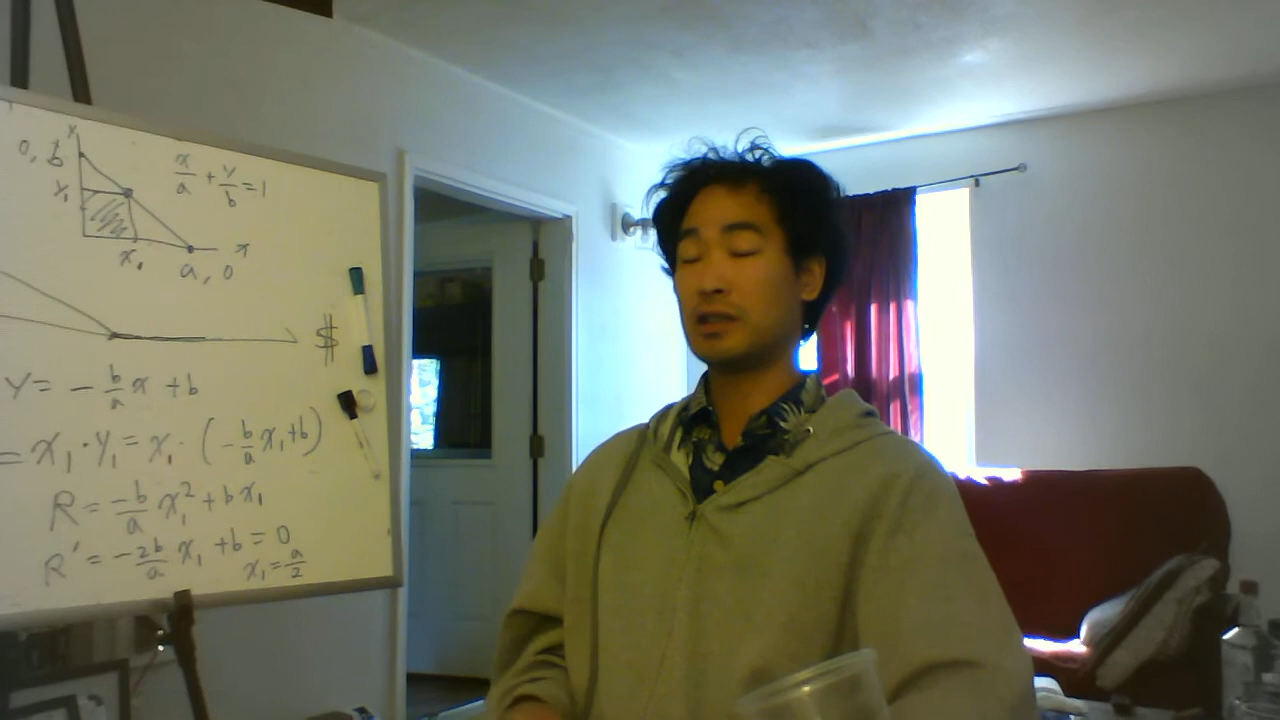 y
0, b
x/a + y/b = 1
y₁
x₁
x
a, 0
$
y = - b/a x + b
= x₁ · y₁ = x₁ · (- b/a x₁ + b)
R = -b/a x₁² + b x₁
R' = -2b/a x₁ + b = 0
x₁ = a/2